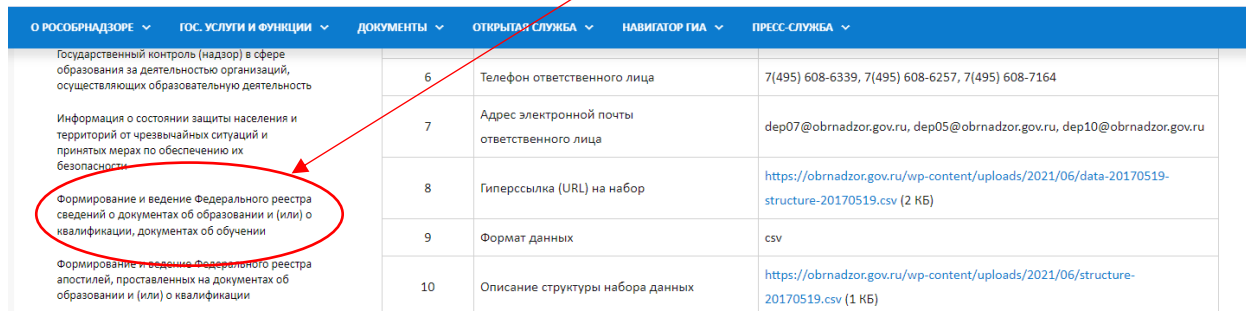 О РОСОБРНАДЗОРЕ ГОС. УСЛУГИ И ФУНКЦИИ ДОКУМЕНТЫ ОТКРЫТАЯ СЛУЖБА НАВИГАТОР ГИА ПРЕСС-СЛУЖБА
Государственный контроль (надзор) в сфере
образования за деятельностью организаций,
осуществляющих образовательную деятельность
Информация о состоянии защиты населения и
территорий от чрезвычайных ситуаций и
принятых мерах по обеспечению их
безопасности
Формирование и ведение Федерального реестра
сведений о документах об образовании и (или) о
квалификации, документах об обучении
Формирование и ведение Федерального реестра
апостилей, проставленных на документах об
образовании и (или) о квалификации
6 Телефон ответственного лица 7(495) 608-6339, 7(495) 608-6257, 7(495) 608-7164
7 Адрес электронной почты
ответственного лица
dep07@obrnadzor.gov.ru, dep05@obrnadzor.gov.ru, dep10@obrnadzor.gov.ru
8 Гиперссылка (URL) на набор
https://obrnadzor.gov.ru/wp-content/uploads/2021/06/data-20170519-
structure-20170519.csv (2 КБ)
9 Формат данных csv
10 Описание структуры набора данных
https://obrnadzor.gov.ru/wp-content/uploads/2021/06/structure-
20170519.csv (1 КБ)